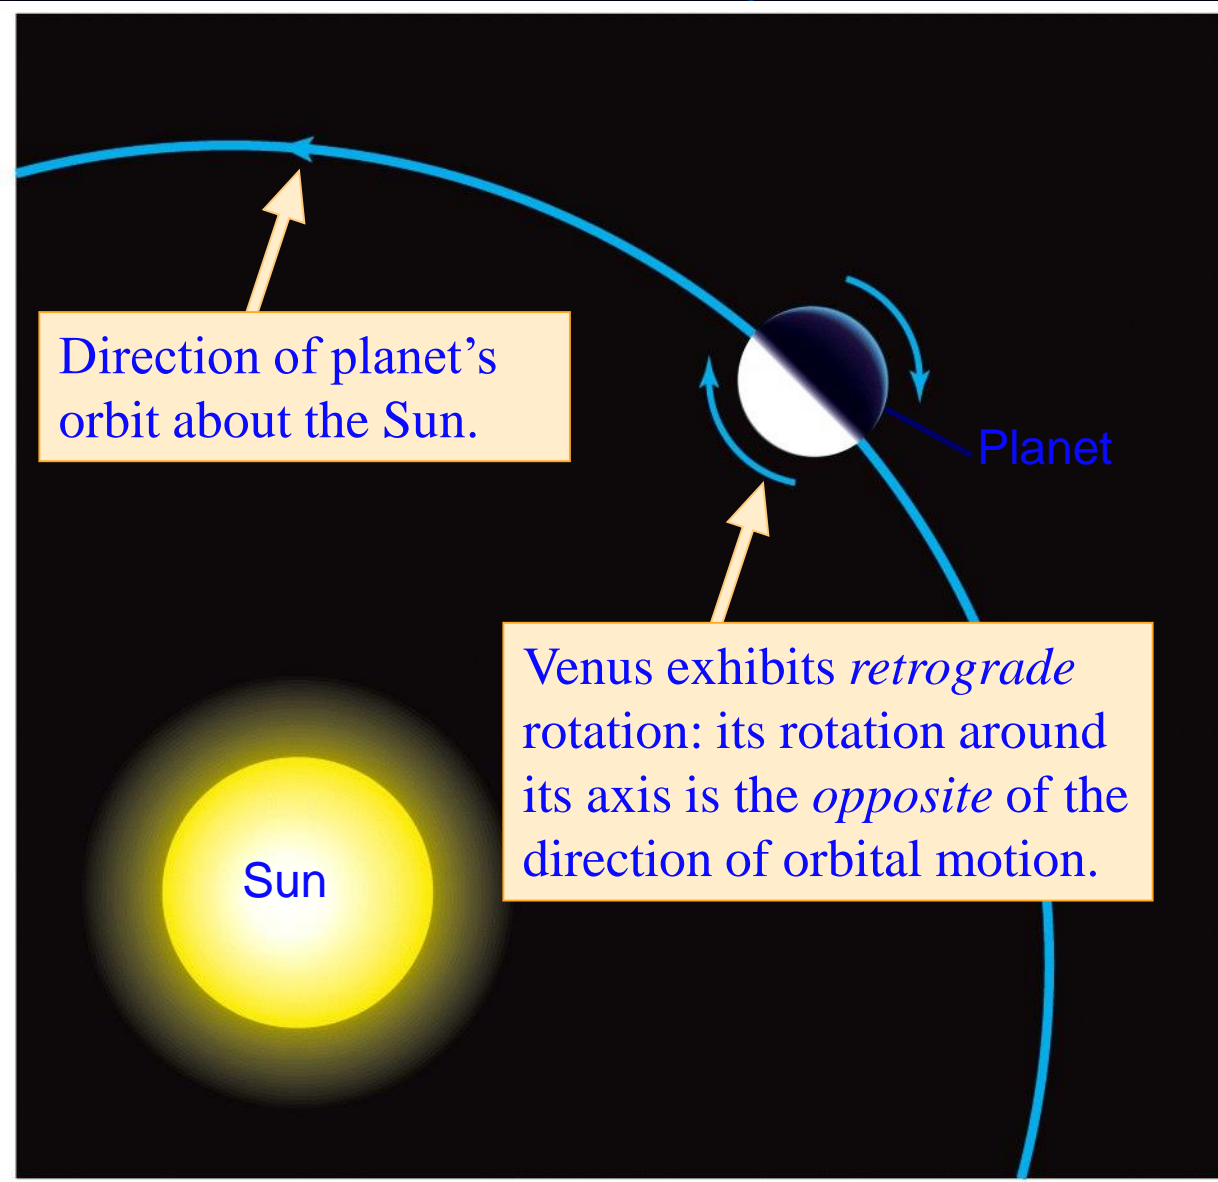 Direction of planet’s
orbit about the Sun.
Planet
Venus exhibits retrograde
rotation: its rotation around
its axis is the opposite of the
direction of orbital motion.
Sun